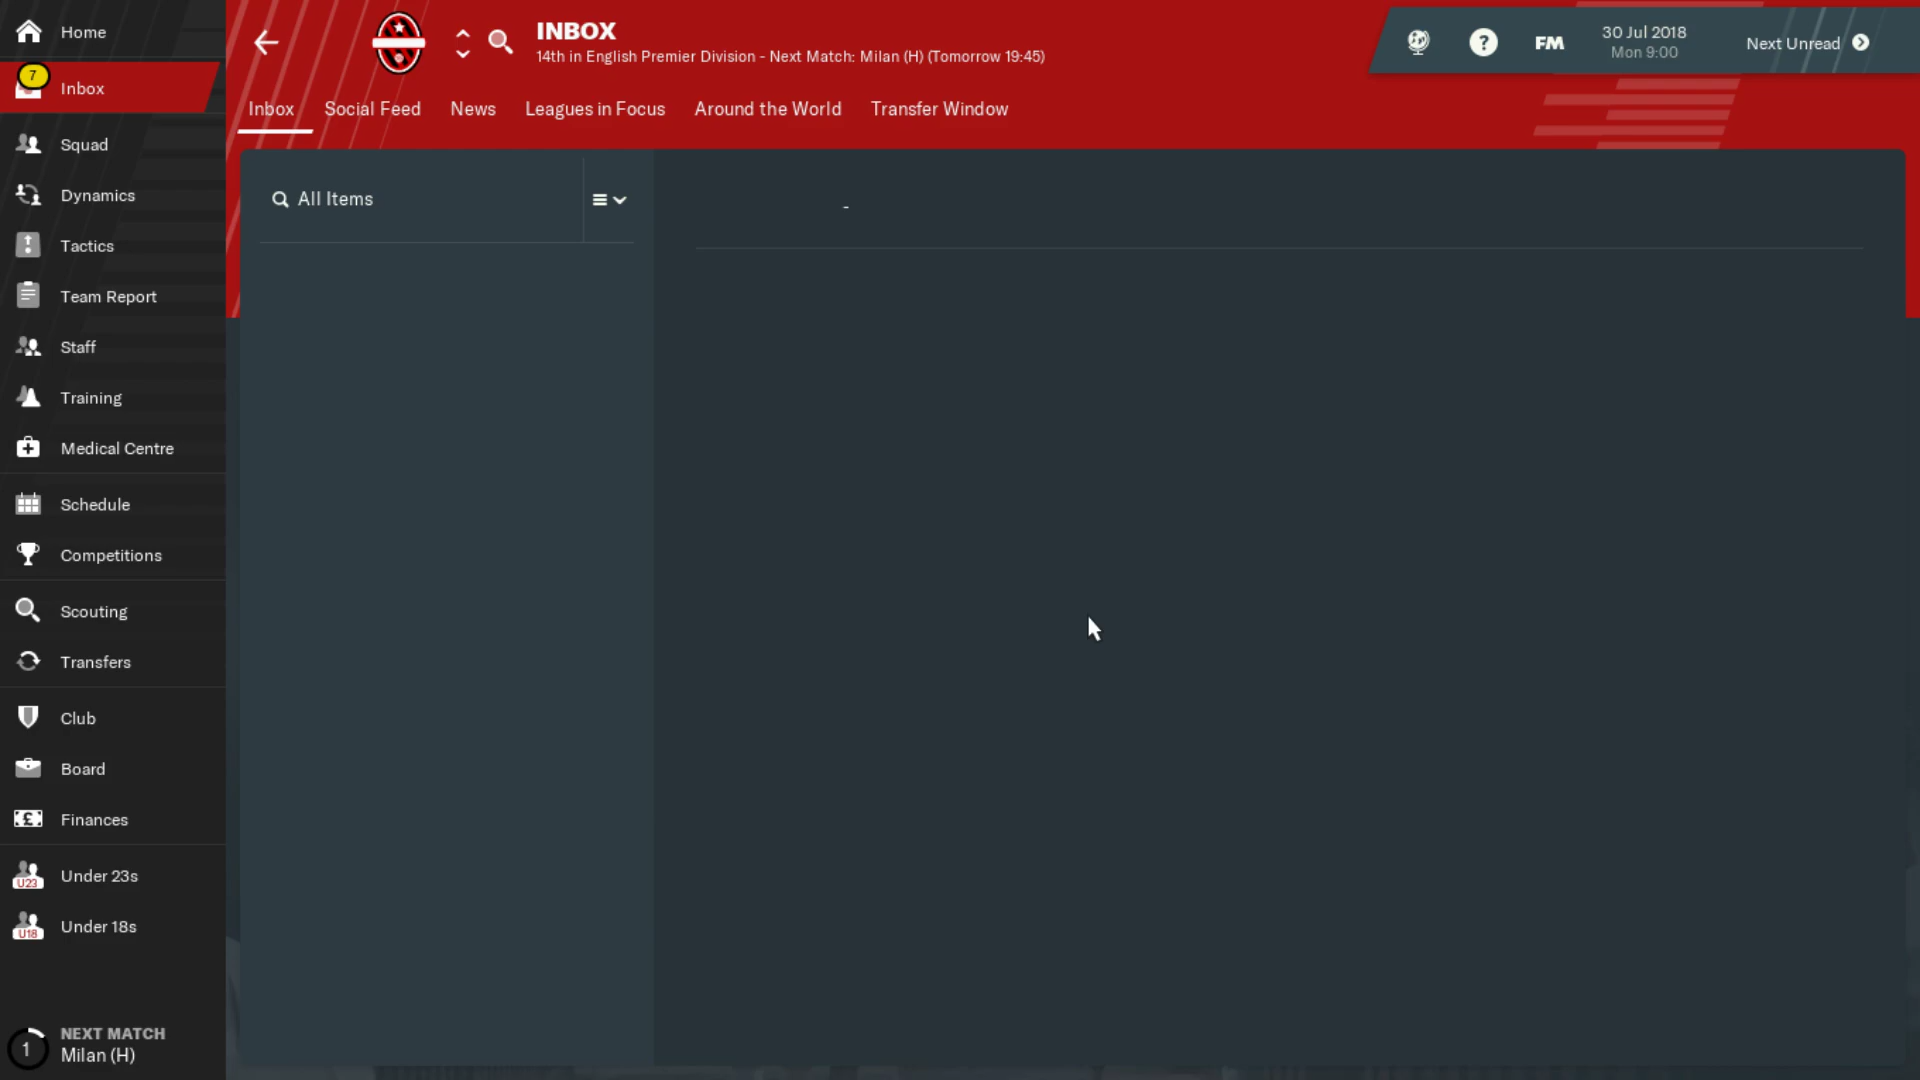 Home
7
Inbox
Squad
Dynamics
Tactics
Team Report
Staff
Training
Medical Centre
Schedule
Competitions
Scouting
Transfers
Club
Board
Finances
U23
Under 23s
U18
Under 18s
1
NEXT MATCH
Milan (H)
INBOX
14th in English Premier Division - Next Match: Milan (H) (Tomorrow 19:45)
?
FM
30 Jul 2018
Mon 9:00
Next Unread
Inbox
Social Feed
News
Leagues in Focus
Around the World
Transfer Window
All Items
-